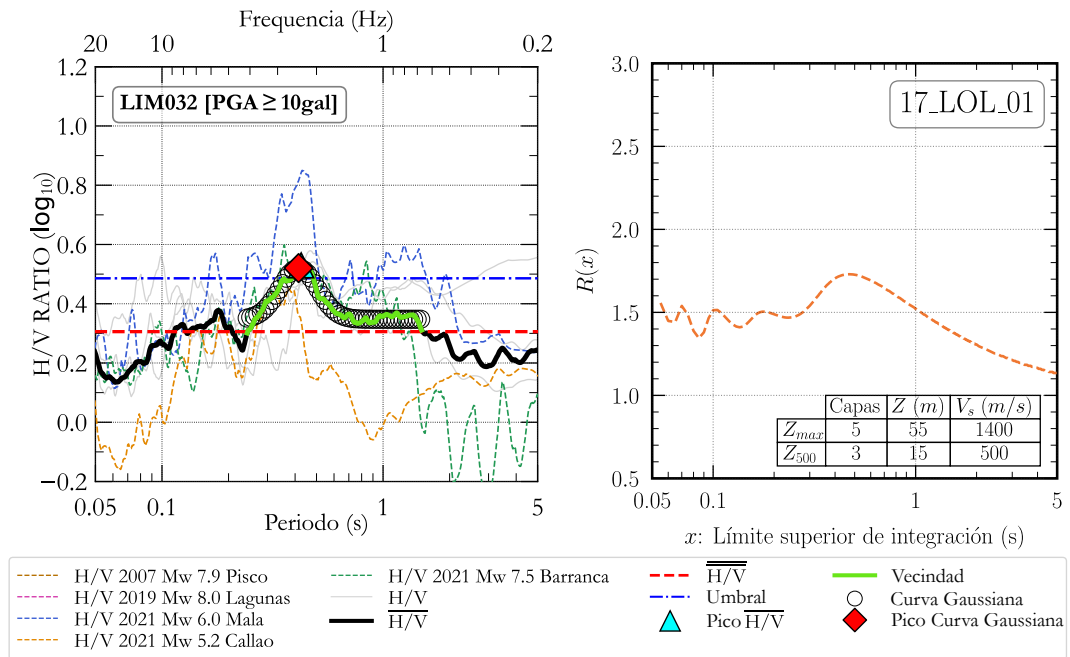 Frequencia (Hz)
20 10 1 0.2
1.2
1.0
0.8
0.6
0.4
0.2
0.0
−0.2
H/V RATIO (log10)
LIM032 [PGA ≥ 10gal]
0.05 0.1 1 5
Periodo (s)
3.0
2.5
2.0
1.5
1.0
0.5
R(x)
17_LOL_01
Capas Z (m) Vs (m/s)
Zmax 5 55 1400
Z500 3 15 500
0.05 0.1 1 5
x: Límite superior de integración (s)
H/V 2007 Mw 7.9 Pisco
H/V 2019 Mw 8.0 Lagunas
H/V 2021 Mw 6.0 Mala
H/V 2021 Mw 5.2 Callao
H/V 2021 Mw 7.5 Barranca
H/V
H/V
H/V
Umbral
Pico H/V
Vecindad
Curva Gaussiana
Pico Curva Gaussiana